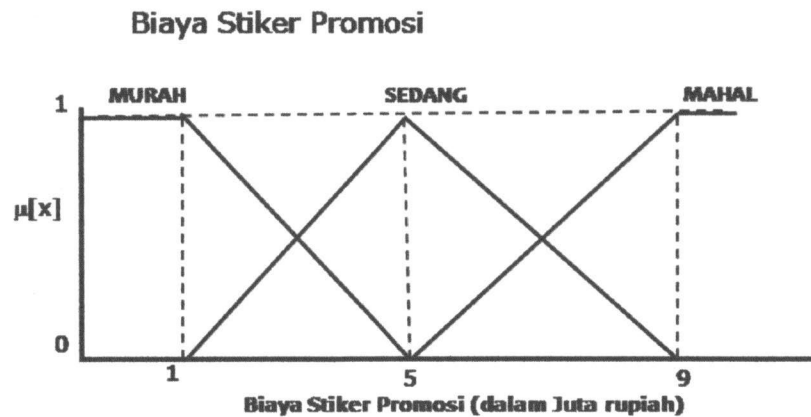 Biaya Stiker Promosi
MURAH SEDANG MAHAL
1
μ[x]
0
1 5 9
Biaya Stiker Promosi (dalam Juta rupiah)